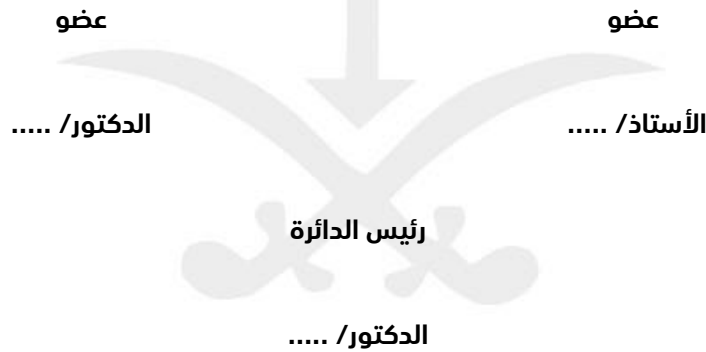 عضو
عضو
الأستاذ/ .....
الدكتور/ .....
رئيس الدائرة
الدكتور/ .....